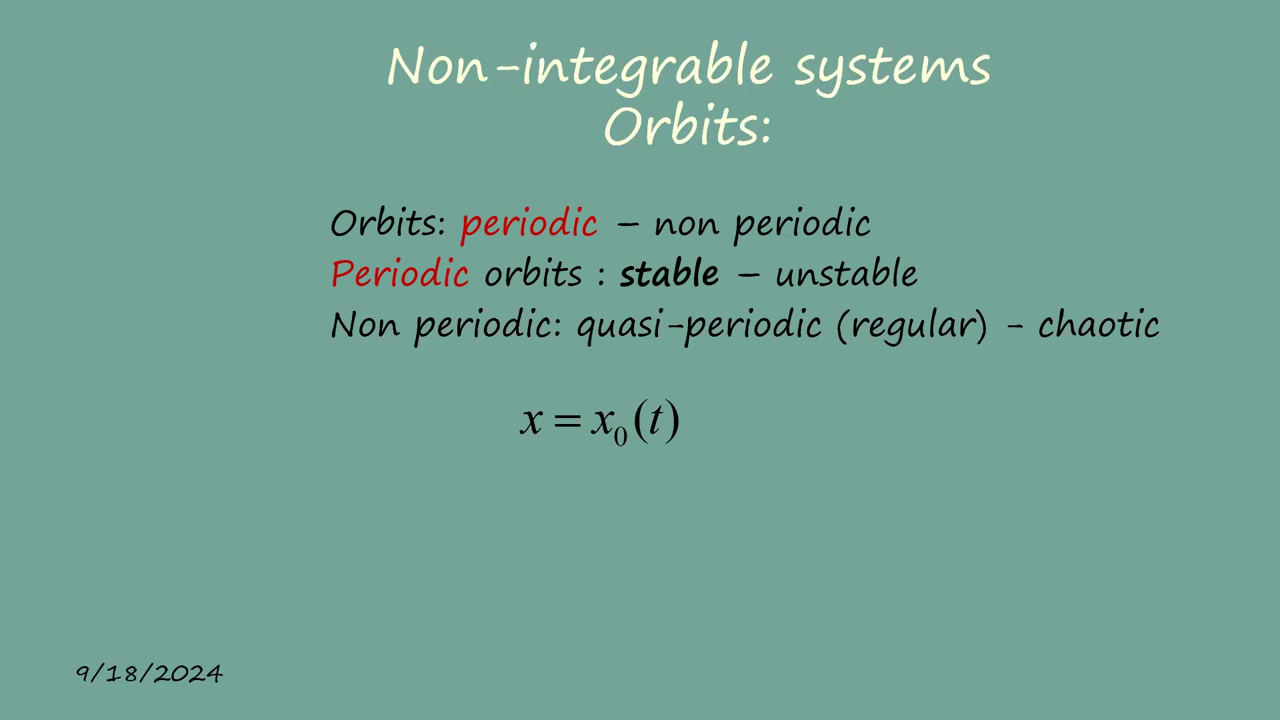 Non-integrable systems
Orbits:
Orbits: periodic – non periodic
Periodic orbits : stable – unstable
Non periodic: quasi-periodic (regular) - chaotic
x = x₀(t)
9/18/2024